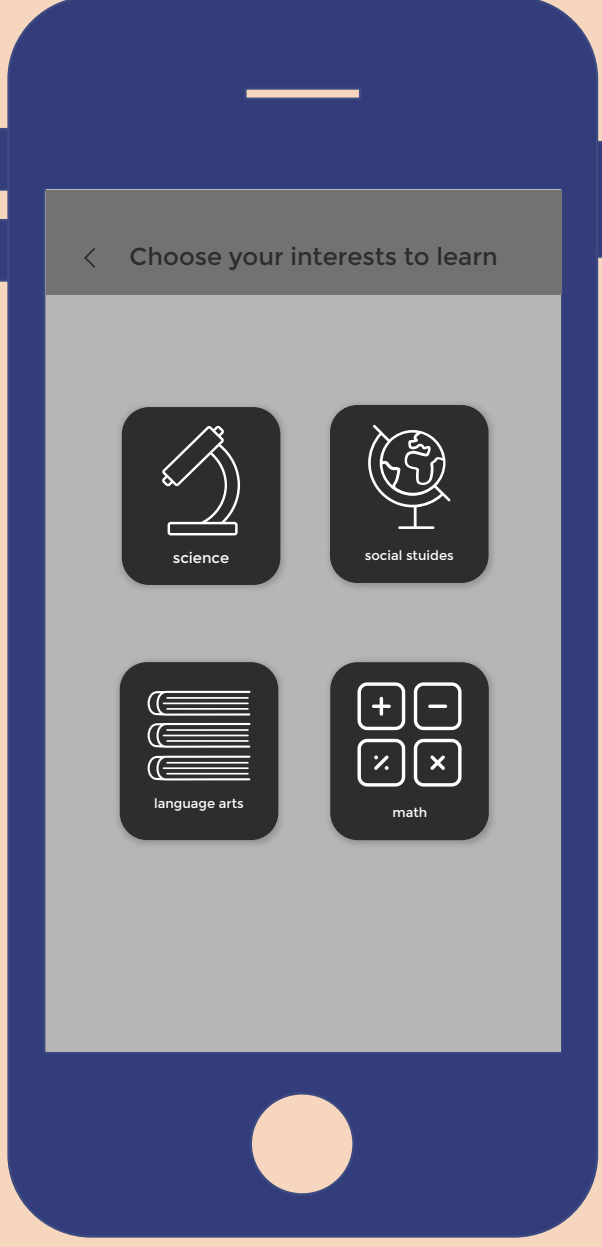 Choose your interests to learn
science
social stuides
language arts
math